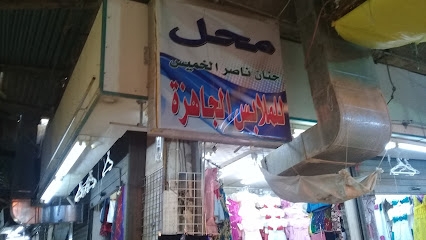 محل
حنان ناصر الخميس
للملابس الجاهزة